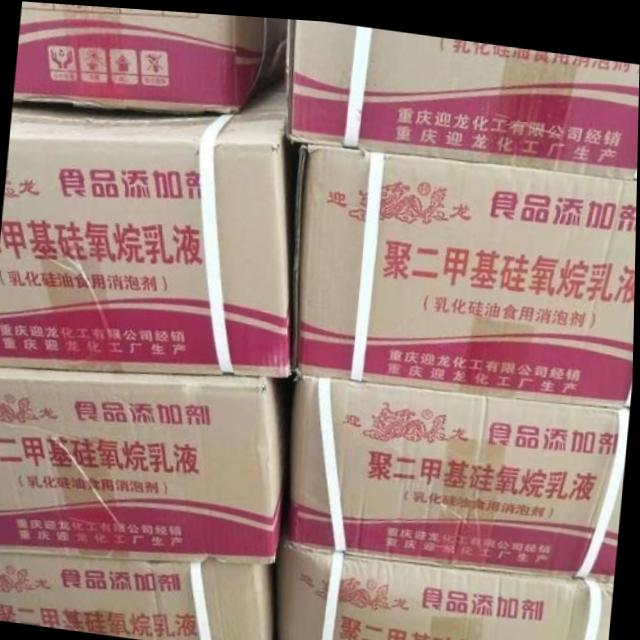 (乳化硅油食用消泡剂)
重庆迎龙化工有限公司经销
重庆迎龙化工厂生产
龙 食品添加剂
甲基硅氧烷乳液
(乳化硅油食用消泡剂)
重庆迎龙化工有限公司经销
重庆迎龙化工厂生产
迎龙 食品添加剂
聚二甲基硅氧烷乳液
(乳化硅油食用消泡剂)
重庆迎龙化工有限公司经销
重庆迎龙化工厂生产
龙 食品添加剂
二甲基硅氧烷乳液
(乳化硅油食用消泡剂)
重庆迎龙化工有限公司经销
重庆迎龙化工厂生产
迎龙 食品添加剂
聚二甲基硅氧烷乳液
(乳化硅油食用消泡剂)
重庆迎龙化工有限公司经销
重庆迎龙化工厂生产
龙 食品添加剂
甲基硅氧烷乳液
迎龙 食品添加剂
聚二甲基硅氧烷乳液